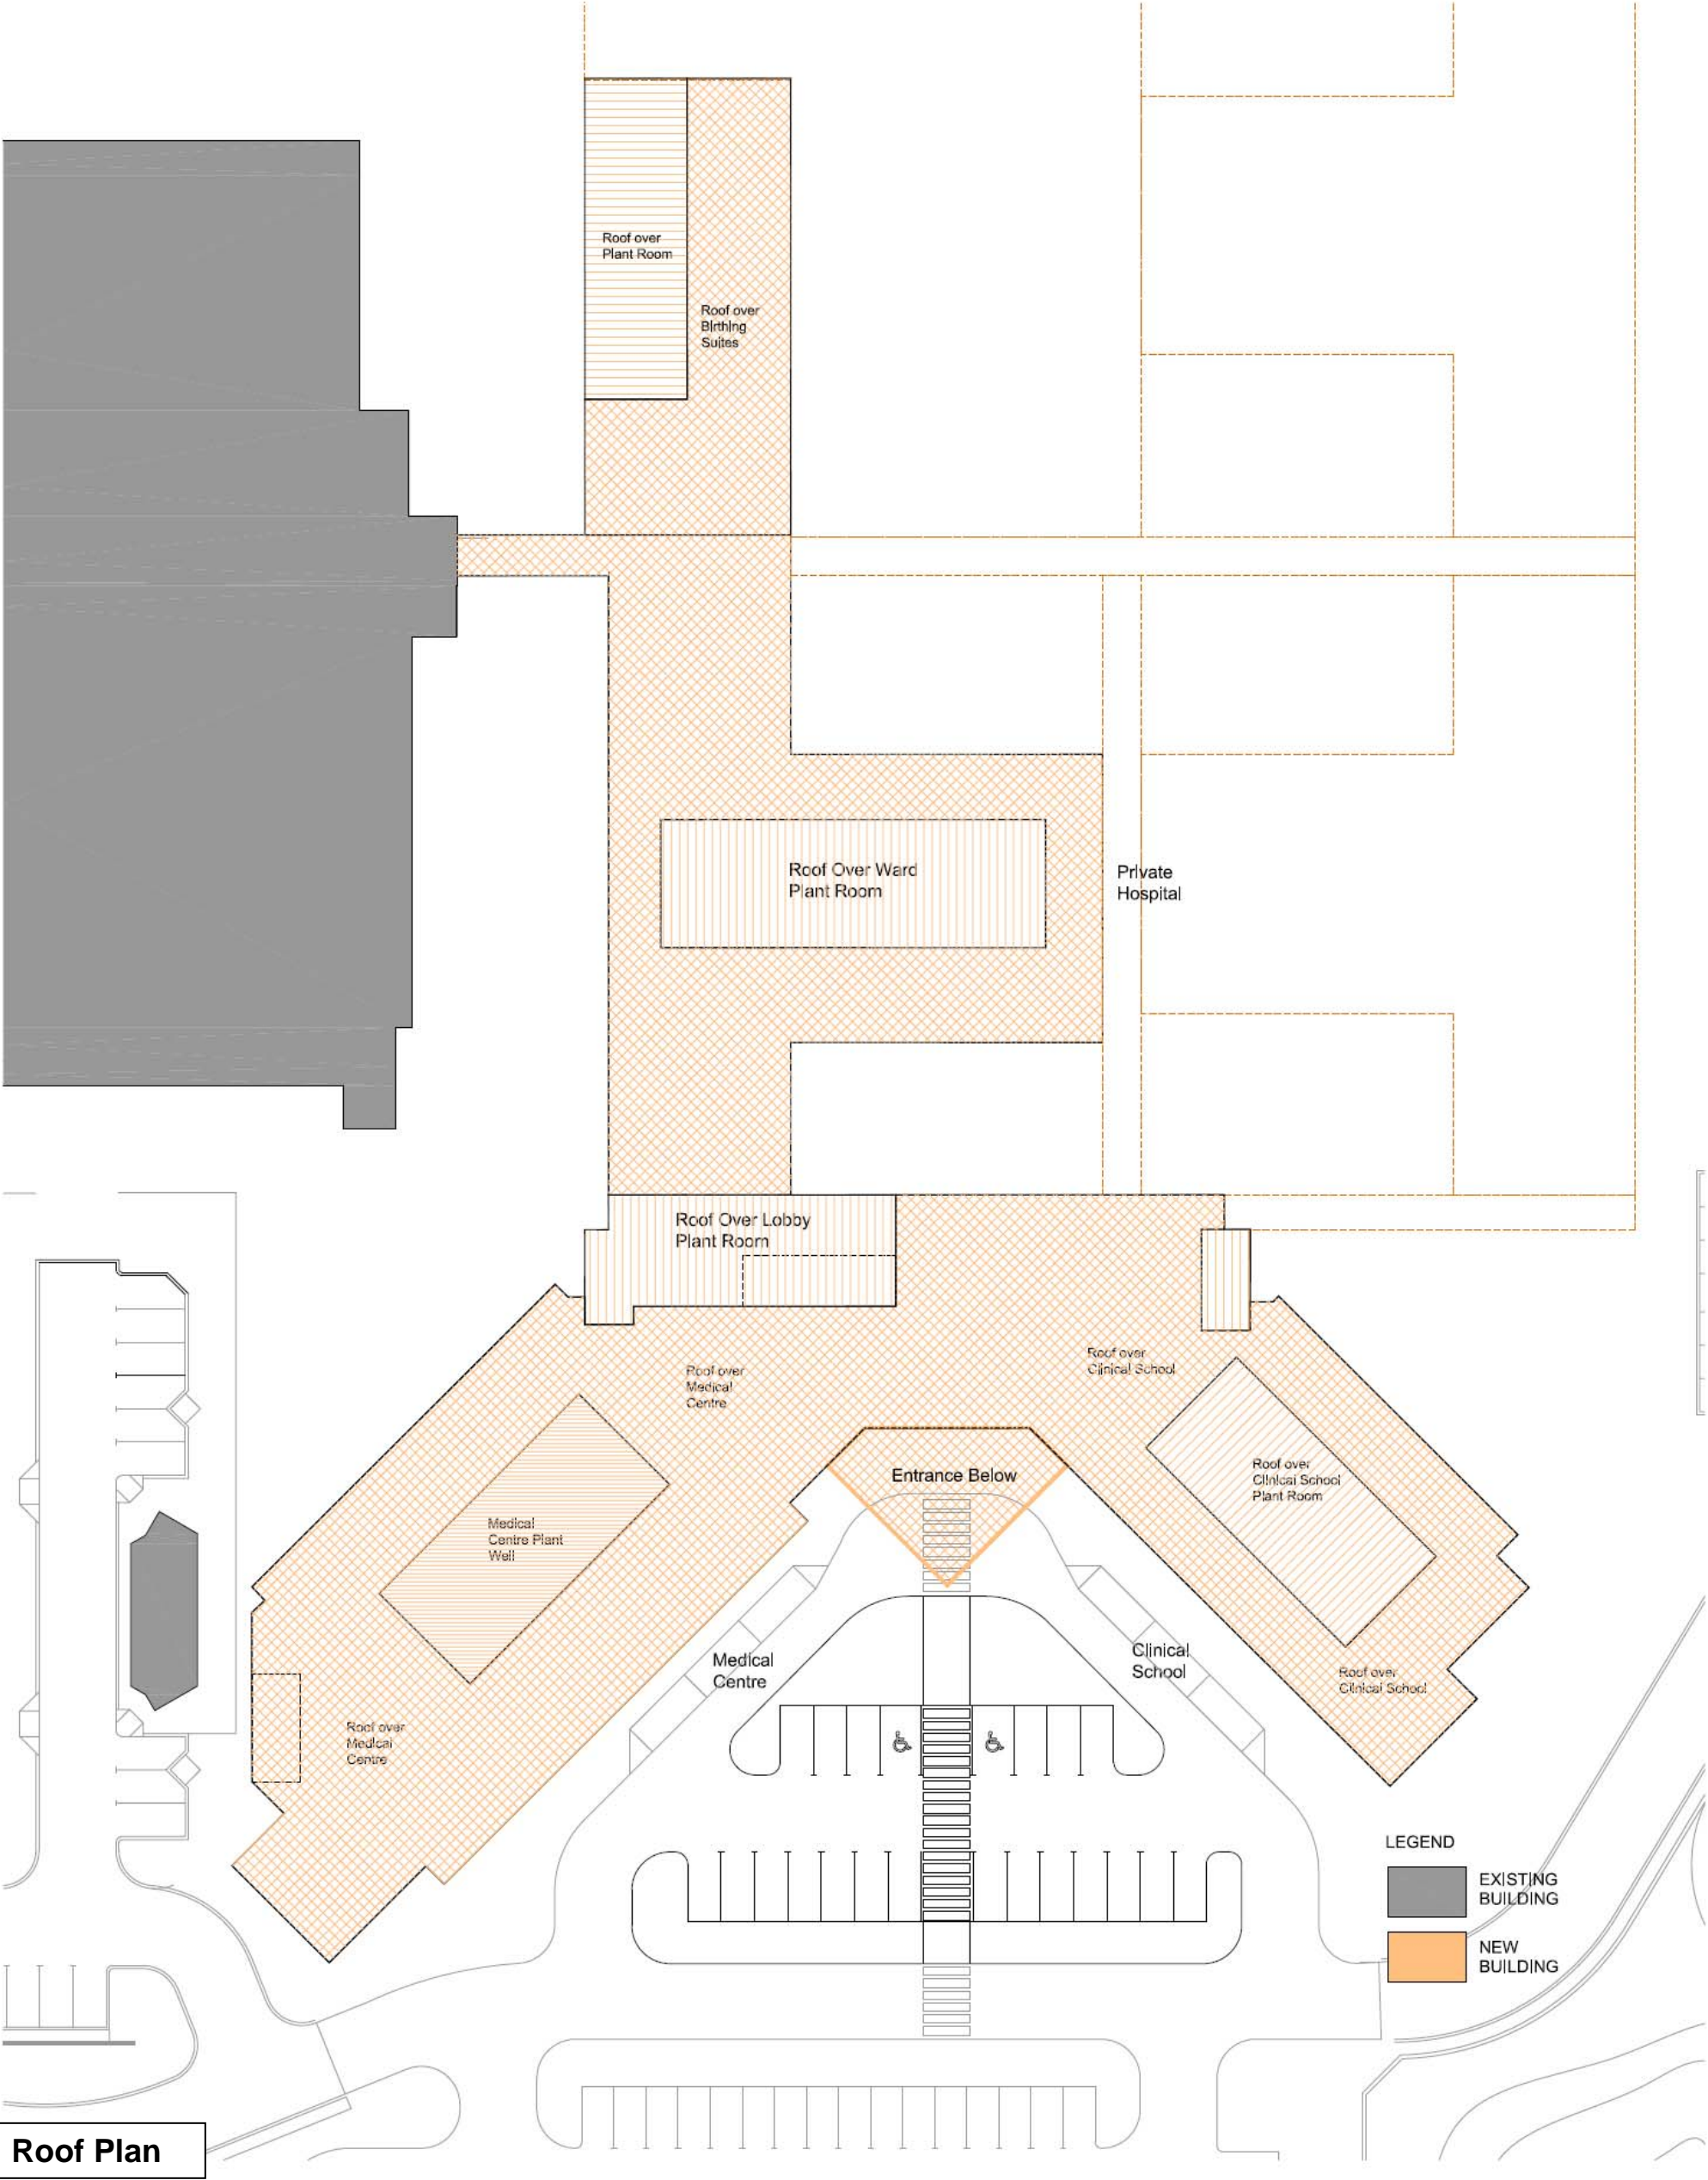 Roof over
Plant Room
Roof over
Birthing
Suites
Roof Over Ward
Plant Room
Private
Hospital
Roof Over Lobby
Plant Room
Roof over
Medical
Centre
Roof over
Clinical School
Entrance Below
Roof over
Clinical School
Plant Room
Medical
Centre Plant
Well
Medical
Centre
Clinical
School
Roof over
Clinical School
Roof over
Medical
Centre
LEGEND
EXISTING
BUILDING
NEW
BUILDING
Roof Plan